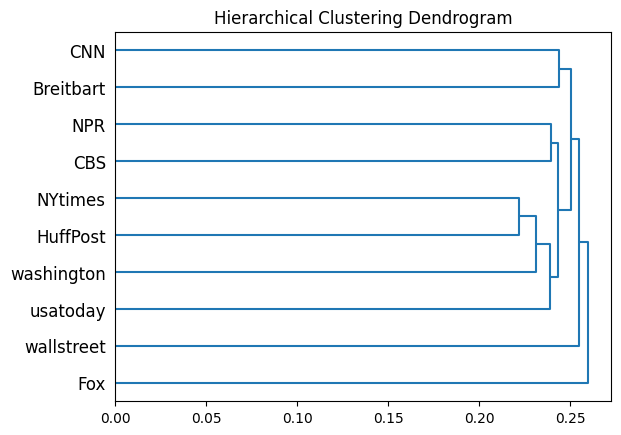 Hierarchical Clustering Dendrogram
CNN
Breitbart
NPR
CBS
NYtimes
HuffPost
washington
usatoday
wallstreet
Fox
0.00 0.05 0.10 0.15 0.20 0.25